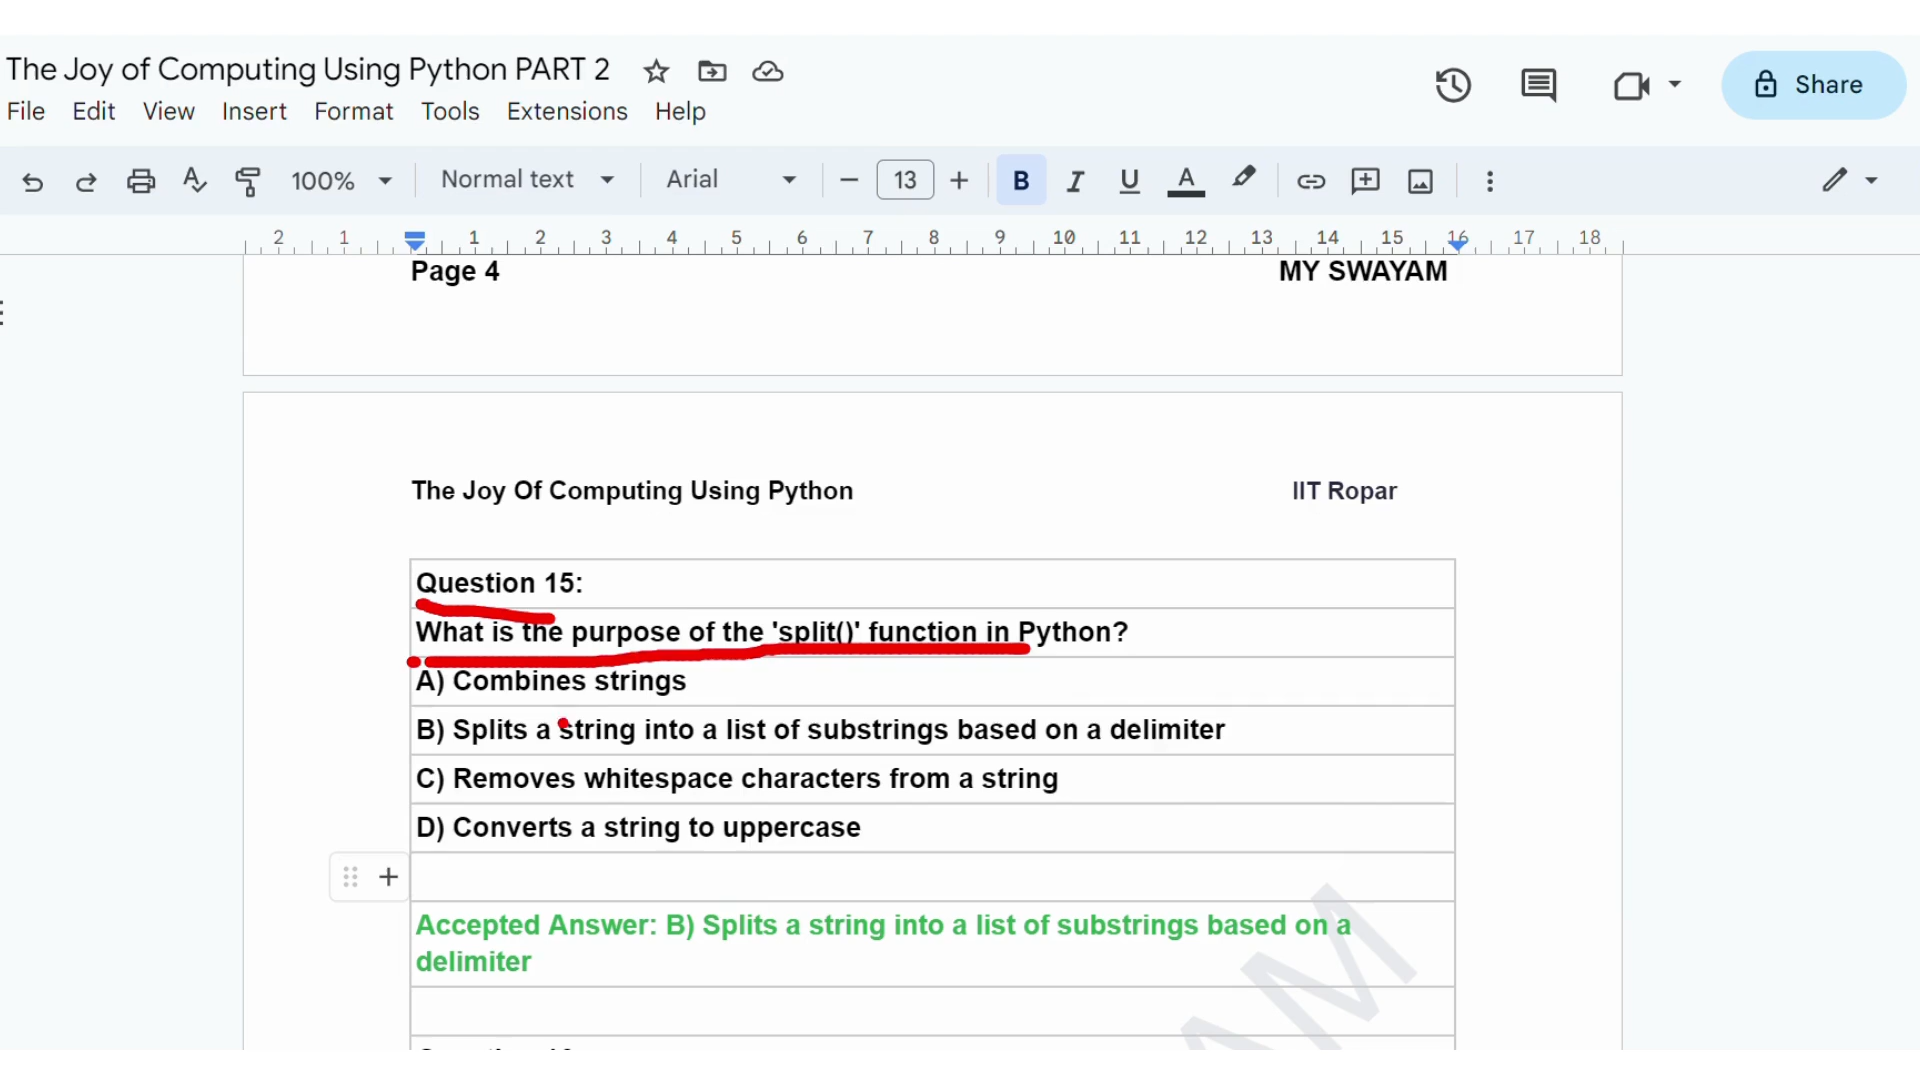 The Joy of Computing Using Python PART 2
File Edit View Insert Format Tools Extensions Help
Share
100% Normal text Arial 13 B I U A
2 1 1 2 3 4 5 6 7 8 9 10 11 12 13 14 15 16 17 18
Page 4 MY SWAYAM
The Joy Of Computing Using Python IIT Ropar
Question 15:
What is the purpose of the 'split()' function in Python?
A) Combines strings
B) Splits a string into a list of substrings based on a delimiter
C) Removes whitespace characters from a string
D) Converts a string to uppercase
Accepted Answer: B) Splits a string into a list of substrings based on a
delimiter
AM